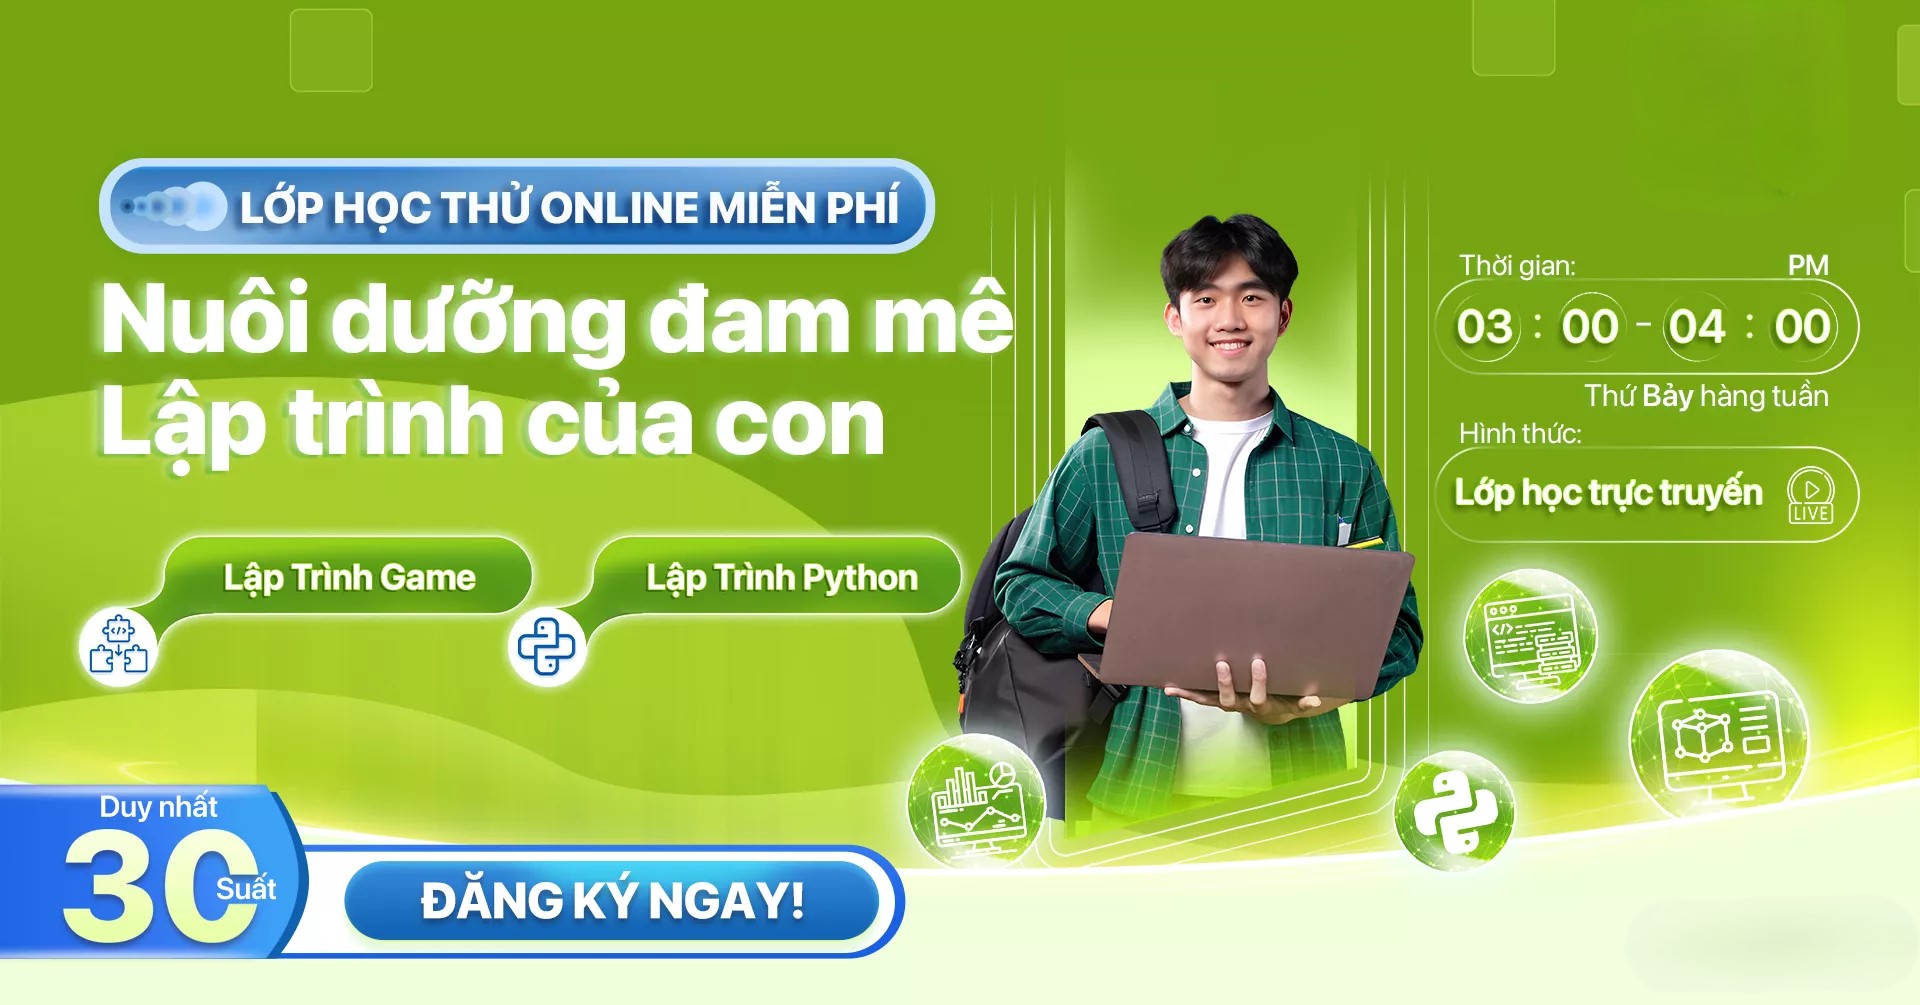 LỚP HỌC THỬ ONLINE MIỄN PHÍ
Nuôi dưỡng đam mê
Lập trình của con
Lập Trình Game
Lập Trình Python
Thời gian:
PM
03 : 00 - 04 : 00
Thứ Bảy hàng tuần
Hình thức:
Lớp học trực truyến
LIVE
Duy nhất
30
Suất
ĐĂNG KÝ NGAY!